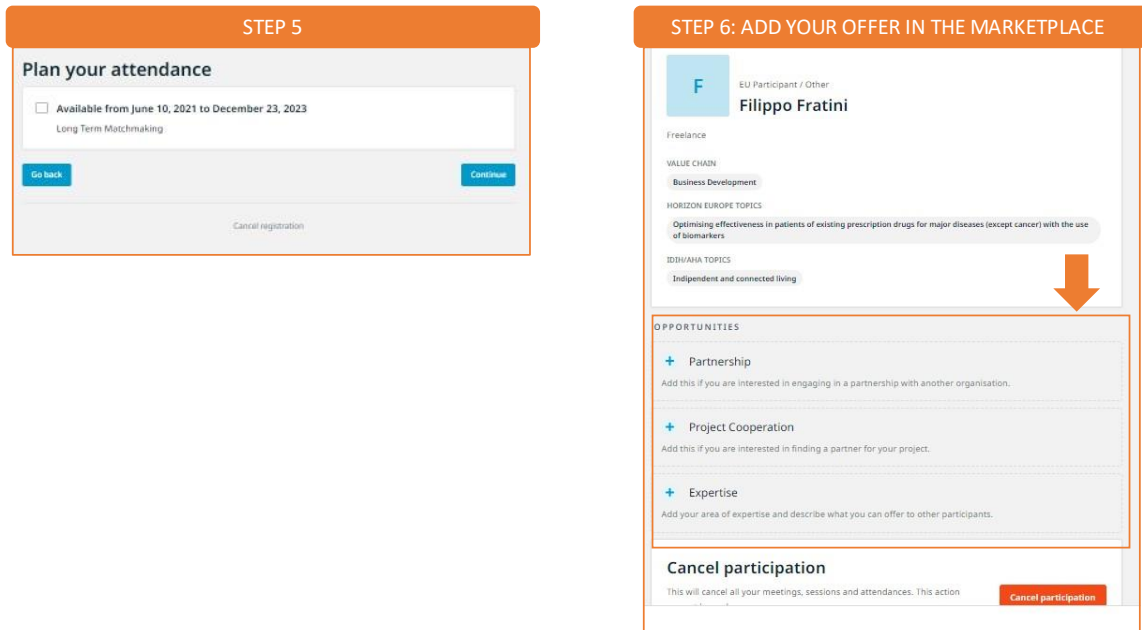 STEP 5
Plan your attendance
Available from June 10, 2021 to December 23, 2023
Long Term Matchmaking
Go back
Continue
Cancel registration
STEP 6: ADD YOUR OFFER IN THE MARKETPLACE
F
EU Participant / Other
Filippo Fratini
Freelance
VALUE CHAIN
Business Development
HORIZON EUROPE TOPICS
Optimising effectiveness in patients of existing prescription drugs for major diseases (except cancer) with the use
of biomarkers
IDIH/AHA TOPICS
Indipendent and connected living
OPPORTUNITIES
+ Partnership
Add this if you are interested in engaging in a partnership with another organisation.
+ Project Cooperation
Add this if you are interested in finding a partner for your project.
+ Expertise
Add your area of expertise and describe what you can offer to other participants.
Cancel participation
This will cancel all your meetings, sessions and attendances. This action
Cancel participation